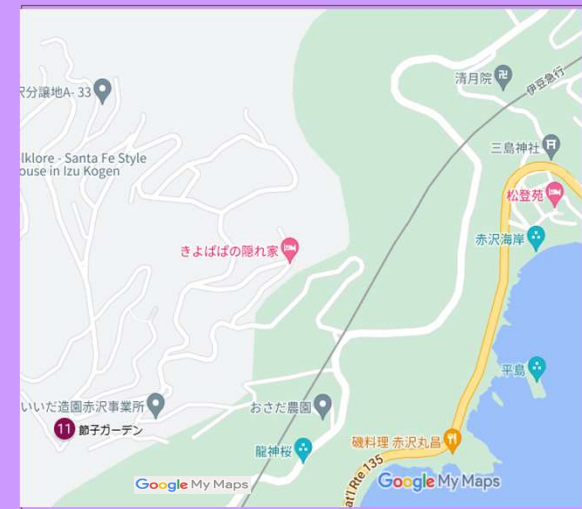 沢分譲地A- 33
清月院
伊豆急行
三島神社
lklore - Santa Fe Style
ouse in Izu Kogen
松登苑
赤沢海岸
きよぱぱの隠れ家
平島
いいだ造園赤沢事業所
おさだ農園
11 節子ガーデン
龍神桜
磯料理 赤沢丸昌
at'l Rte 135
Google My Maps
Google My Maps